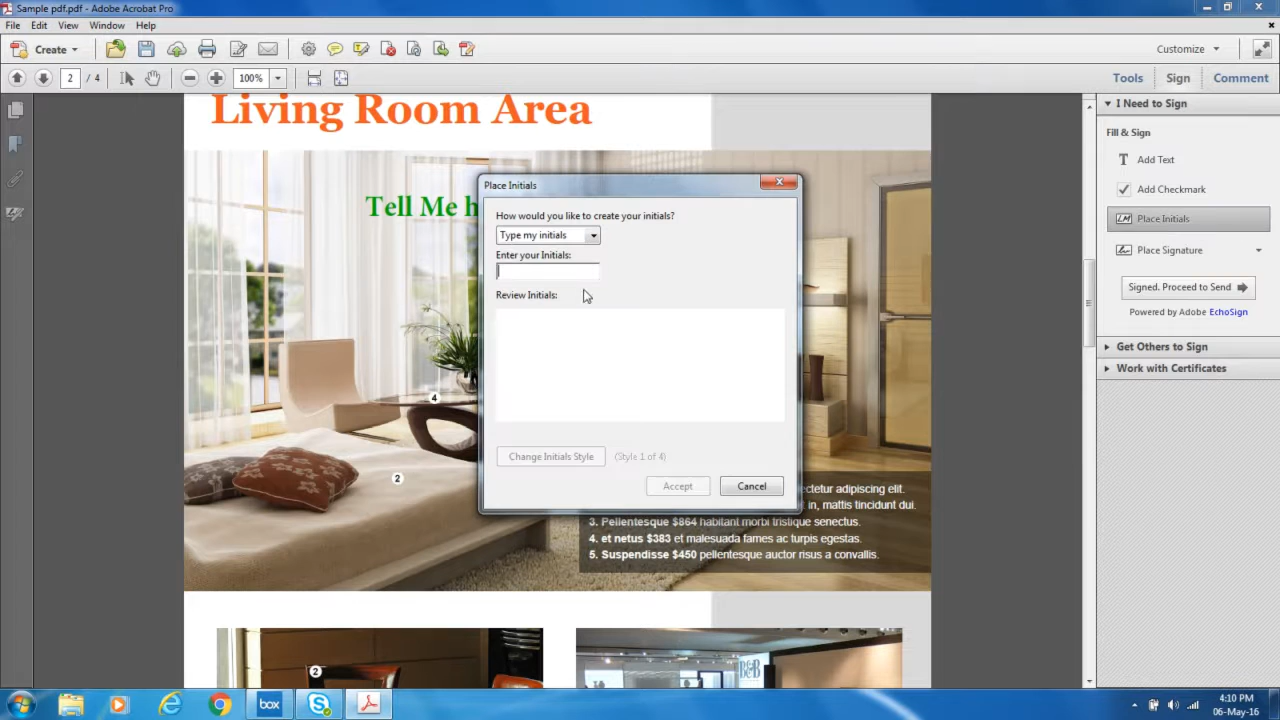 Sample pdf.pdf - Adobe Acrobat Pro
File Edit View Window Help
Create
Customize
2 / 4
100%
Tools Sign Comment
Living Room Area
Tell Me h
Place Initials
How would you like to create your initials?
Type my initials
Enter your Initials:
Review Initials:
Change Initials Style (Style 1 of 4)
Accept Cancel
ctetur adipiscing elit.
in, mattis tincidunt dui.
3. Pellentesque $864 habitant morbi tristique senectus.
4. et netus $383 et malesuada fames ac turpis egestas.
5. Suspendisse $450 pellentesque auctor risus a convallis.
4
2
2
B&B
I Need to Sign
Fill & Sign
Add Text
Add Checkmark
Place Initials
Place Signature
Signed. Proceed to Send
Powered by Adobe EchoSign
Get Others to Sign
Work with Certificates
box
4:10 PM
06-May-16